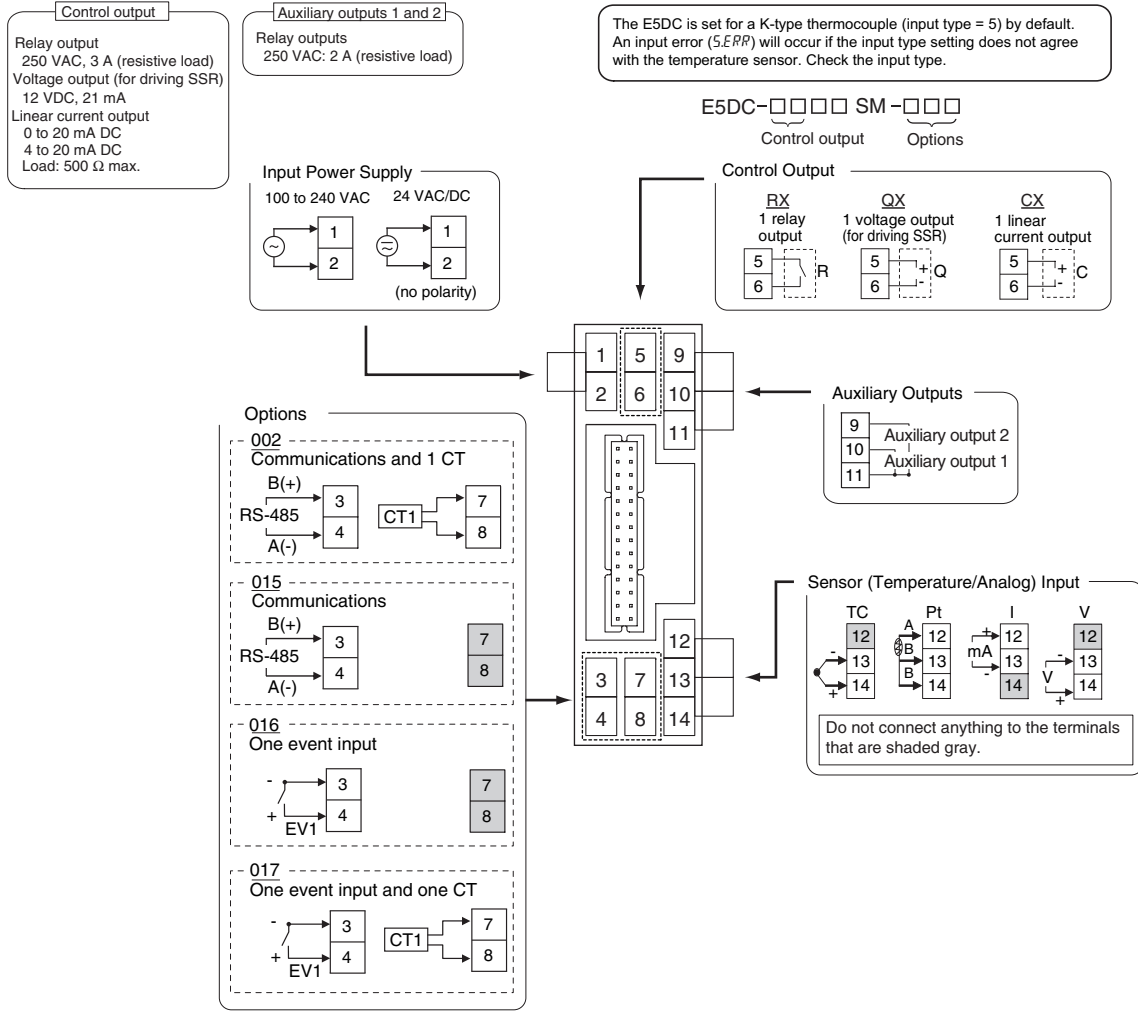 Control output
Relay output
250 VAC, 3 A (resistive load)
Voltage output (for driving SSR)
12 VDC, 21 mA
Linear current output
0 to 20 mA DC
4 to 20 mA DC
Load: 500 Ω max.
Auxiliary outputs 1 and 2
Relay outputs
250 VAC: 2 A (resistive load)
The E5DC is set for a K-type thermocouple (input type = 5) by default.
An input error (S.ERR) will occur if the input type setting does not agree
with the temperature sensor. Check the input type.
E5DC-□□□□ SM -□□□
Control output
Options
Input Power Supply
100 to 240 VAC
24 VAC/DC
1
2
1
2
(no polarity)
Control Output
RX
1 relay
output
5
6
R
QX
1 voltage output
(for driving SSR)
5
6
+
-
Q
CX
1 linear
current output
5
6
+
-
C
1
5
9
2
6
10
11
12
3
7
13
4
8
14
Auxiliary Outputs
9
10
11
Auxiliary output 2
Auxiliary output 1
Options
002
Communications and 1 CT
B(+)
RS-485
A(-)
3
4
CT1
7
8
015
Communications
B(+)
RS-485
A(-)
3
4
7
8
016
One event input
-
+
EV1
3
4
7
8
017
One event input and one CT
-
+
EV1
3
4
CT1
7
8
Sensor (Temperature/Analog) Input
TC
12
13
14
-
+
Pt
A
B
B
12
13
14
I
+
mA
-
12
13
14
V
-
V
+
12
13
14
Do not connect anything to the terminals
that are shaded gray.